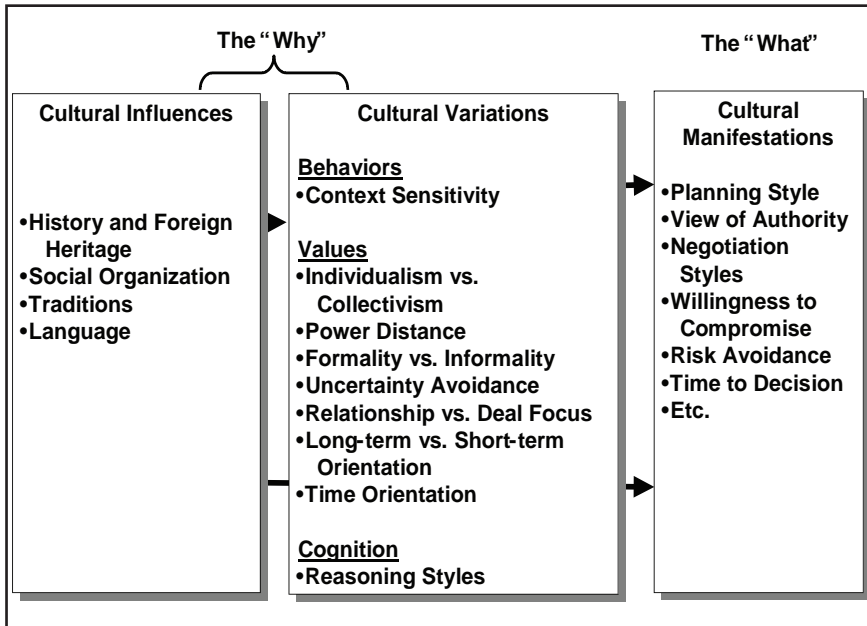 The “Why”
The “What”
Cultural Influences
•History and Foreign
Heritage
•Social Organization
•Traditions
•Language
Cultural Variations
Behaviors
•Context Sensitivity
Values
•Individualism vs.
Collectivism
•Power Distance
•Formality vs. Informality
•Uncertainty Avoidance
•Relationship vs. Deal Focus
•Long-term vs. Short-term
Orientation
•Time Orientation
Cognition
•Reasoning Styles
Cultural
Manifestations
•Planning Style
•View of Authority
•Negotiation
Styles
•Willingness to
Compromise
•Risk Avoidance
•Time to Decision
•Etc.